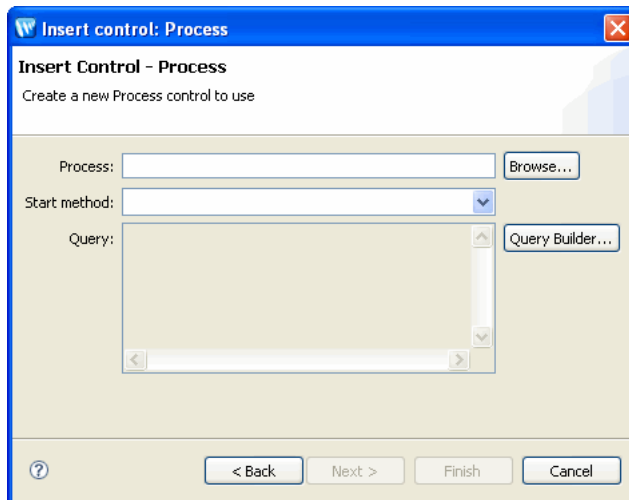 Insert control: Process
Insert Control - Process
Create a new Process control to use
Process:
Browse...
Start method:
Query:
Query Builder...
< Back
Next >
Finish
Cancel